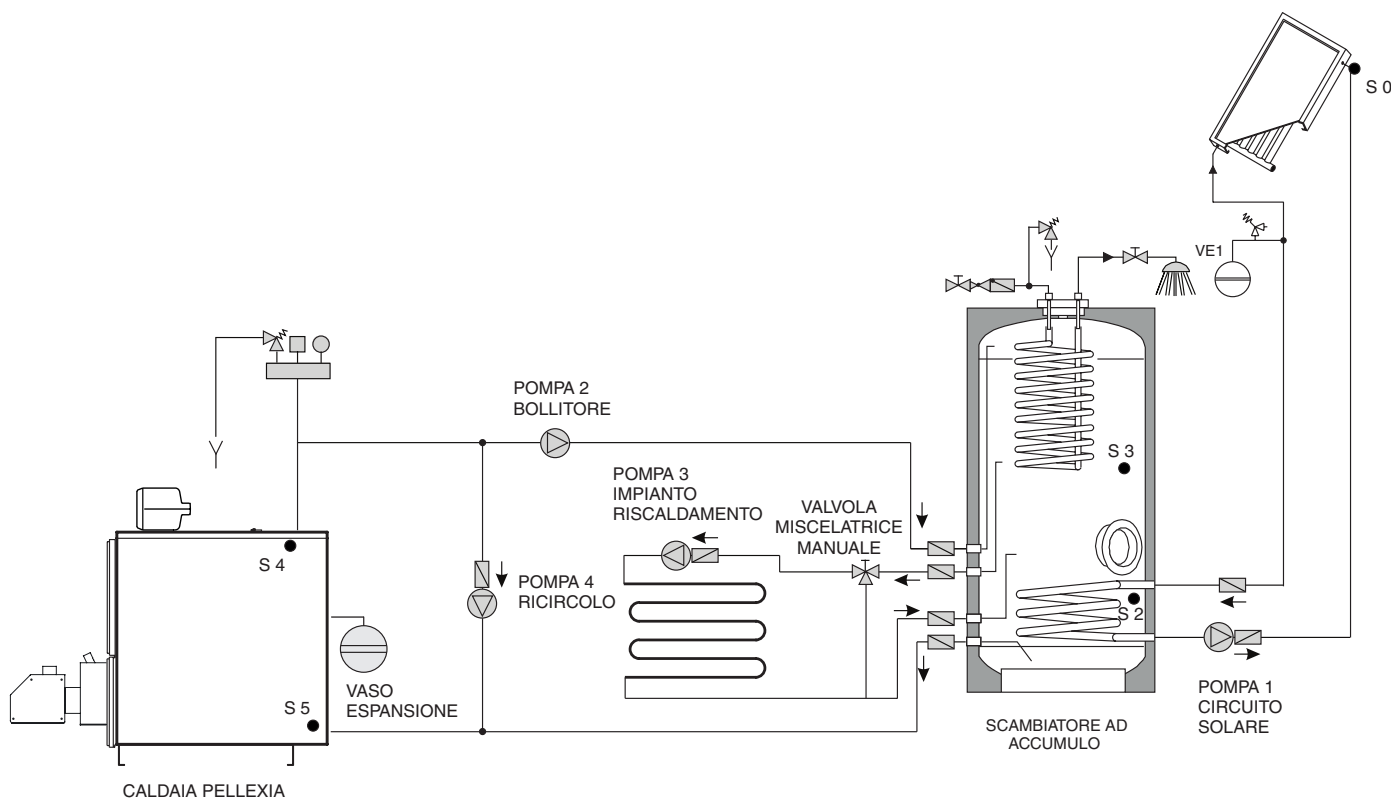 S 0
VE1
POMPA 2
BOLLITORE
POMPA 3
IMPIANTO
RISCALDAMENTO
VALVOLA
MISCELATRICE
MANUALE
S 3
S 4
POMPA 4
RICIRCOLO
S 2
VASO
ESPANSIONE
S 5
POMPA 1
CIRCUITO
SOLARE
SCAMBIATORE AD
ACCUMULO
CALDAIA PELLEXIA